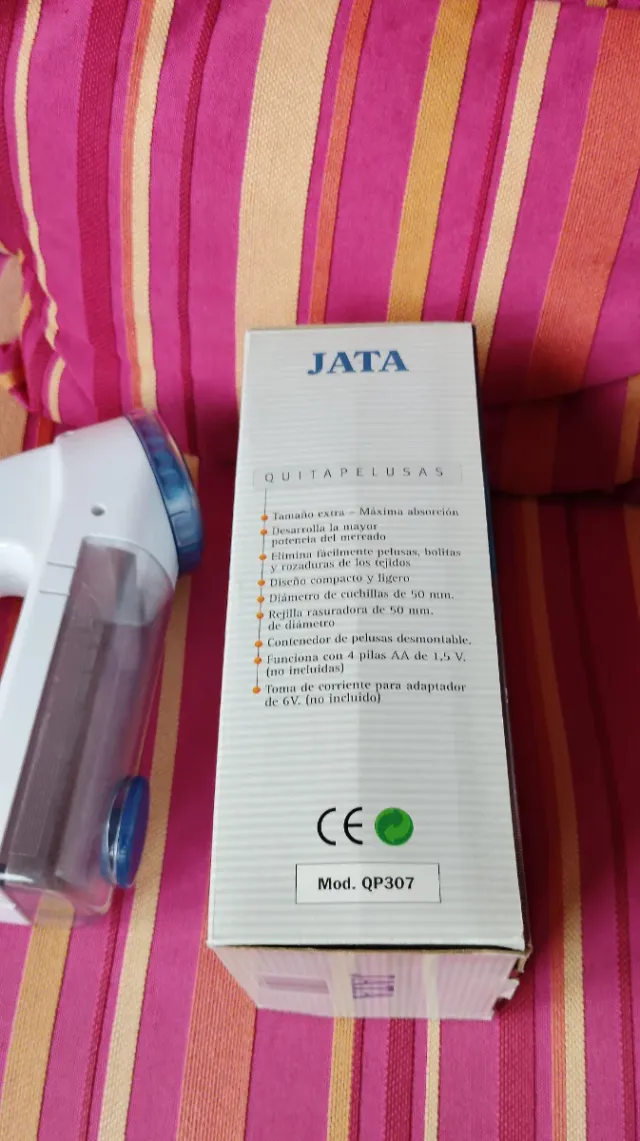 JATA
QUITAPELUSAS
Tamaño extra – Máxima absorción
Desarrolla la mayor
potencia del mercado
Elimina fácilmente pelusas, bolitas
y rozaduras de los tejidos
Diseño compacto y ligero
Diámetro de cuchillas de 50 mm.
Rejilla rasuradora de 50 mm.
de diámetro
Contenedor de pelusas desmontable.
Funciona con 4 pilas AA de 1,5 V.
(no incluidas)
Toma de corriente para adaptador
de 6V. (no incluido)
CE
Mod. QP307
JATA